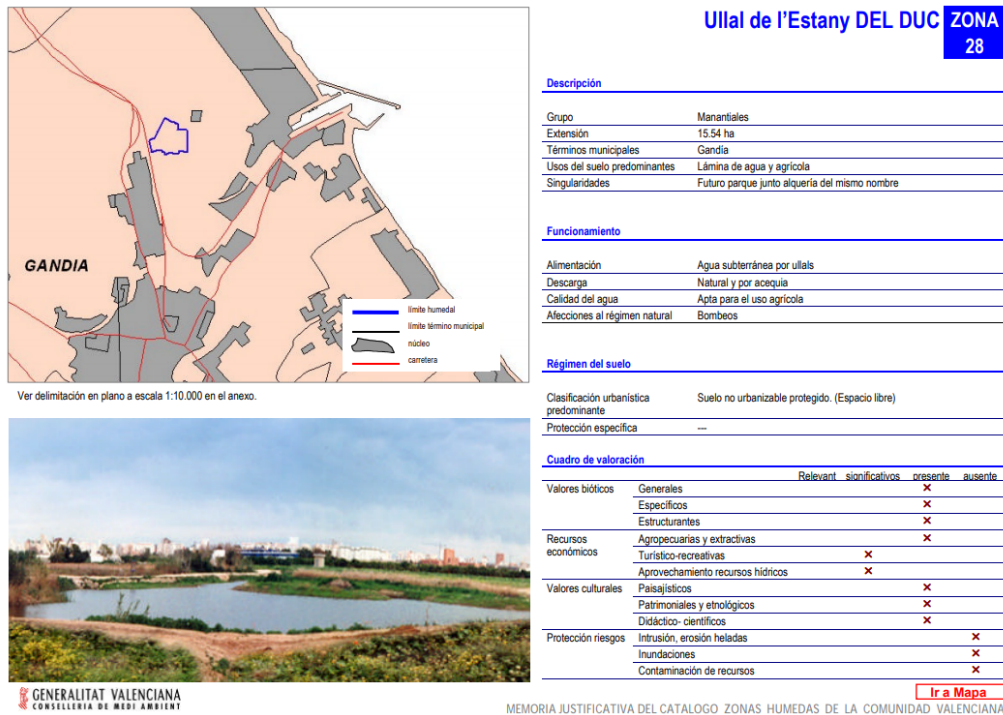 Ullal de l'Estany DEL DUC
ZONA
28
GANDIA
límite humedal
límite término municipal
núcleo
carretera
Ver delimitación en plano a escala 1:10.000 en el anexo.
Descripción
Grupo Manantiales
Extensión 15.54 ha
Términos municipales Gandía
Usos del suelo predominantes Lámina de agua y agrícola
Singularidades Futuro parque junto alquería del mismo nombre
Funcionamiento
Alimentación Agua subterránea por ullals
Descarga Natural y por acequia
Calidad del agua Apta para el uso agrícola
Afecciones al régimen natural Bombeos
Régimen del suelo
Clasificación urbanística Suelo no urbanizable protegido. (Espacio libre)
predominante
Protección específica ---
Cuadro de valoración
Relevant significativos presente ausente
Valores bióticos Generales ✕
Específicos ✕
Estructurantes ✕
Recursos Agropecuarias y extractivas ✕
económicos Turístico-recreativas ✕
Aprovechamiento recursos hídricos ✕
Valores culturales Paisajísticos ✕
Patrimoniales y etnológicos ✕
Didáctico- científicos ✕
Protección riesgos Intrusión, erosión heladas ✕
Inundaciones ✕
Contaminación de recursos ✕
Ir a Mapa
GENERALITAT VALENCIANA
CONSELLERIA DE MEDI AMBIENT
MEMORIA JUSTIFICATIVA DEL CATALOGO ZONAS HUMEDAS DE LA COMUNIDAD VALENCIANA